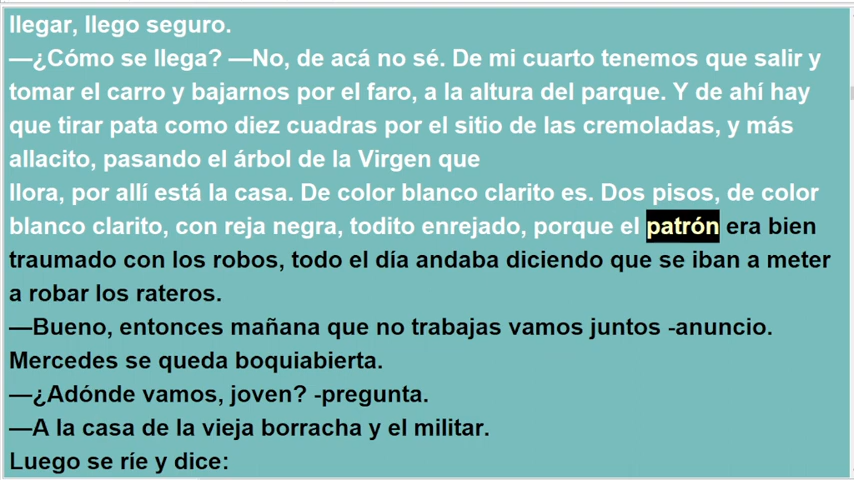 llegar, llego seguro.
—¿Cómo se llega? —No, de acá no sé. De mi cuarto tenemos que salir y
tomar el carro y bajarnos por el faro, a la altura del parque. Y de ahí hay
que tirar pata como diez cuadras por el sitio de las cremoladas, y más
allacito, pasando el árbol de la Virgen que
llora, por allí está la casa. De color blanco clarito es. Dos pisos, de color
blanco clarito, con reja negra, todito enrejado, porque el patrón era bien
traumado con los robos, todo el día andaba diciendo que se iban a meter
a robar los rateros.
—Bueno, entonces mañana que no trabajas vamos juntos -anuncio.
Mercedes se queda boquiabierta.
—¿Adónde vamos, joven? -pregunta.
—A la casa de la vieja borracha y el militar.
Luego se ríe y dice: